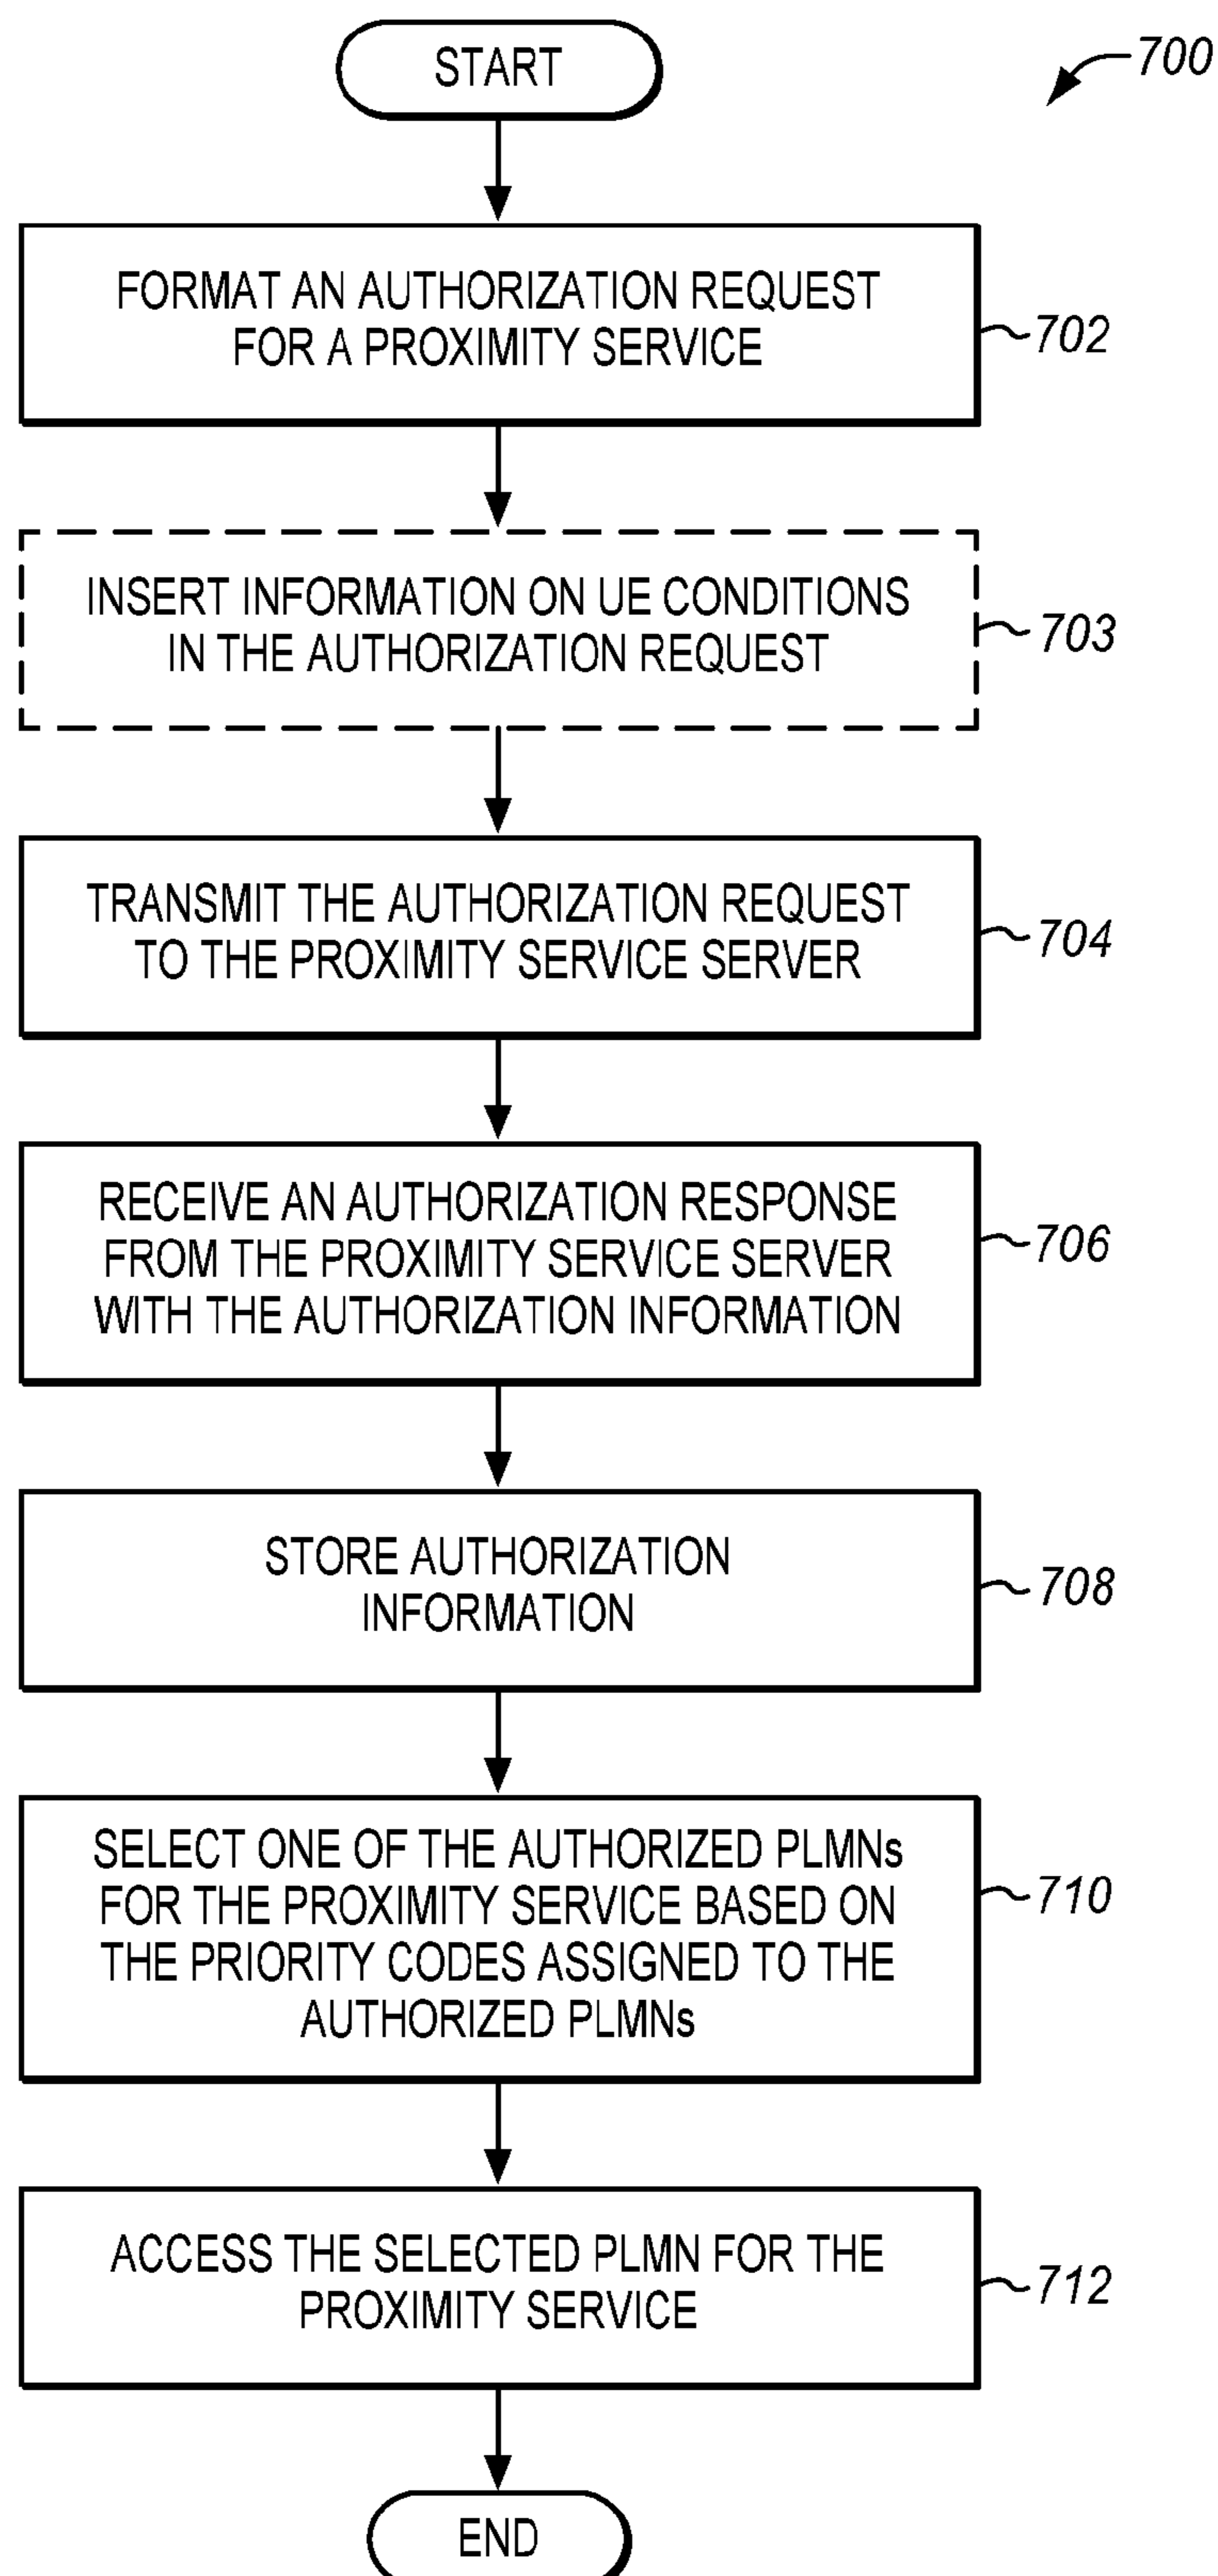 START
700
FORMAT AN AUTHORIZATION REQUEST
FOR A PROXIMITY SERVICE
702
INSERT INFORMATION ON UE CONDITIONS
IN THE AUTHORIZATION REQUEST
703
TRANSMIT THE AUTHORIZATION REQUEST
TO THE PROXIMITY SERVICE SERVER
704
RECEIVE AN AUTHORIZATION RESPONSE
FROM THE PROXIMITY SERVICE SERVER
WITH THE AUTHORIZATION INFORMATION
706
STORE AUTHORIZATION
INFORMATION
708
SELECT ONE OF THE AUTHORIZED PLMNs
FOR THE PROXIMITY SERVICE BASED ON
THE PRIORITY CODES ASSIGNED TO THE
AUTHORIZED PLMNs
710
ACCESS THE SELECTED PLMN FOR THE
PROXIMITY SERVICE
712
END